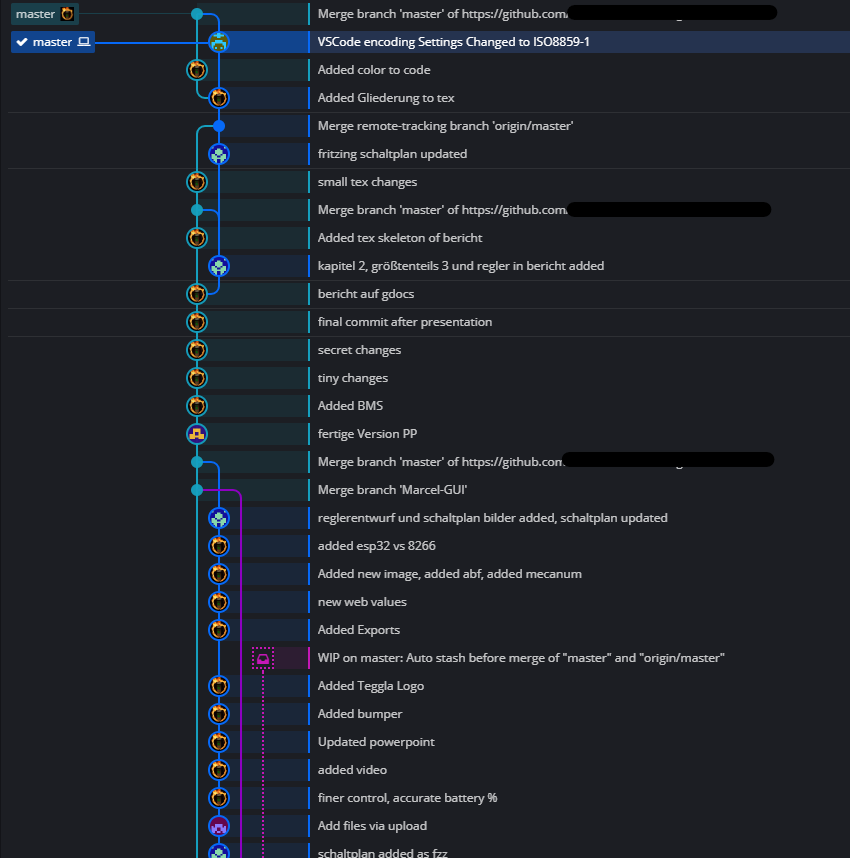 master
Merge branch 'master' of https://github.com
master
VSCode encoding Settings Changed to ISO8859-1
Added color to code
Added Gliederung to tex
Merge remote-tracking branch 'origin/master'
fritzing schaltplan updated
small tex changes
Merge branch 'master' of https://github.com
Added tex skeleton of bericht
kapitel 2, größtenteils 3 und regler in bericht added
bericht auf gdocs
final commit after presentation
secret changes
tiny changes
Added BMS
fertige Version PP
Merge branch 'master' of https://github.com
Merge branch 'Marcel-GUI'
reglerentwurf und schaltplan bilder added, schaltplan updated
added esp32 vs 8266
Added new image, added abf, added mecanum
new web values
Added Exports
WIP on master: Auto stash before merge of "master" and "origin/master"
Added Teggla Logo
Added bumper
Updated powerpoint
added video
finer control, accurate battery %
Add files via upload
schaltplan added as fzz